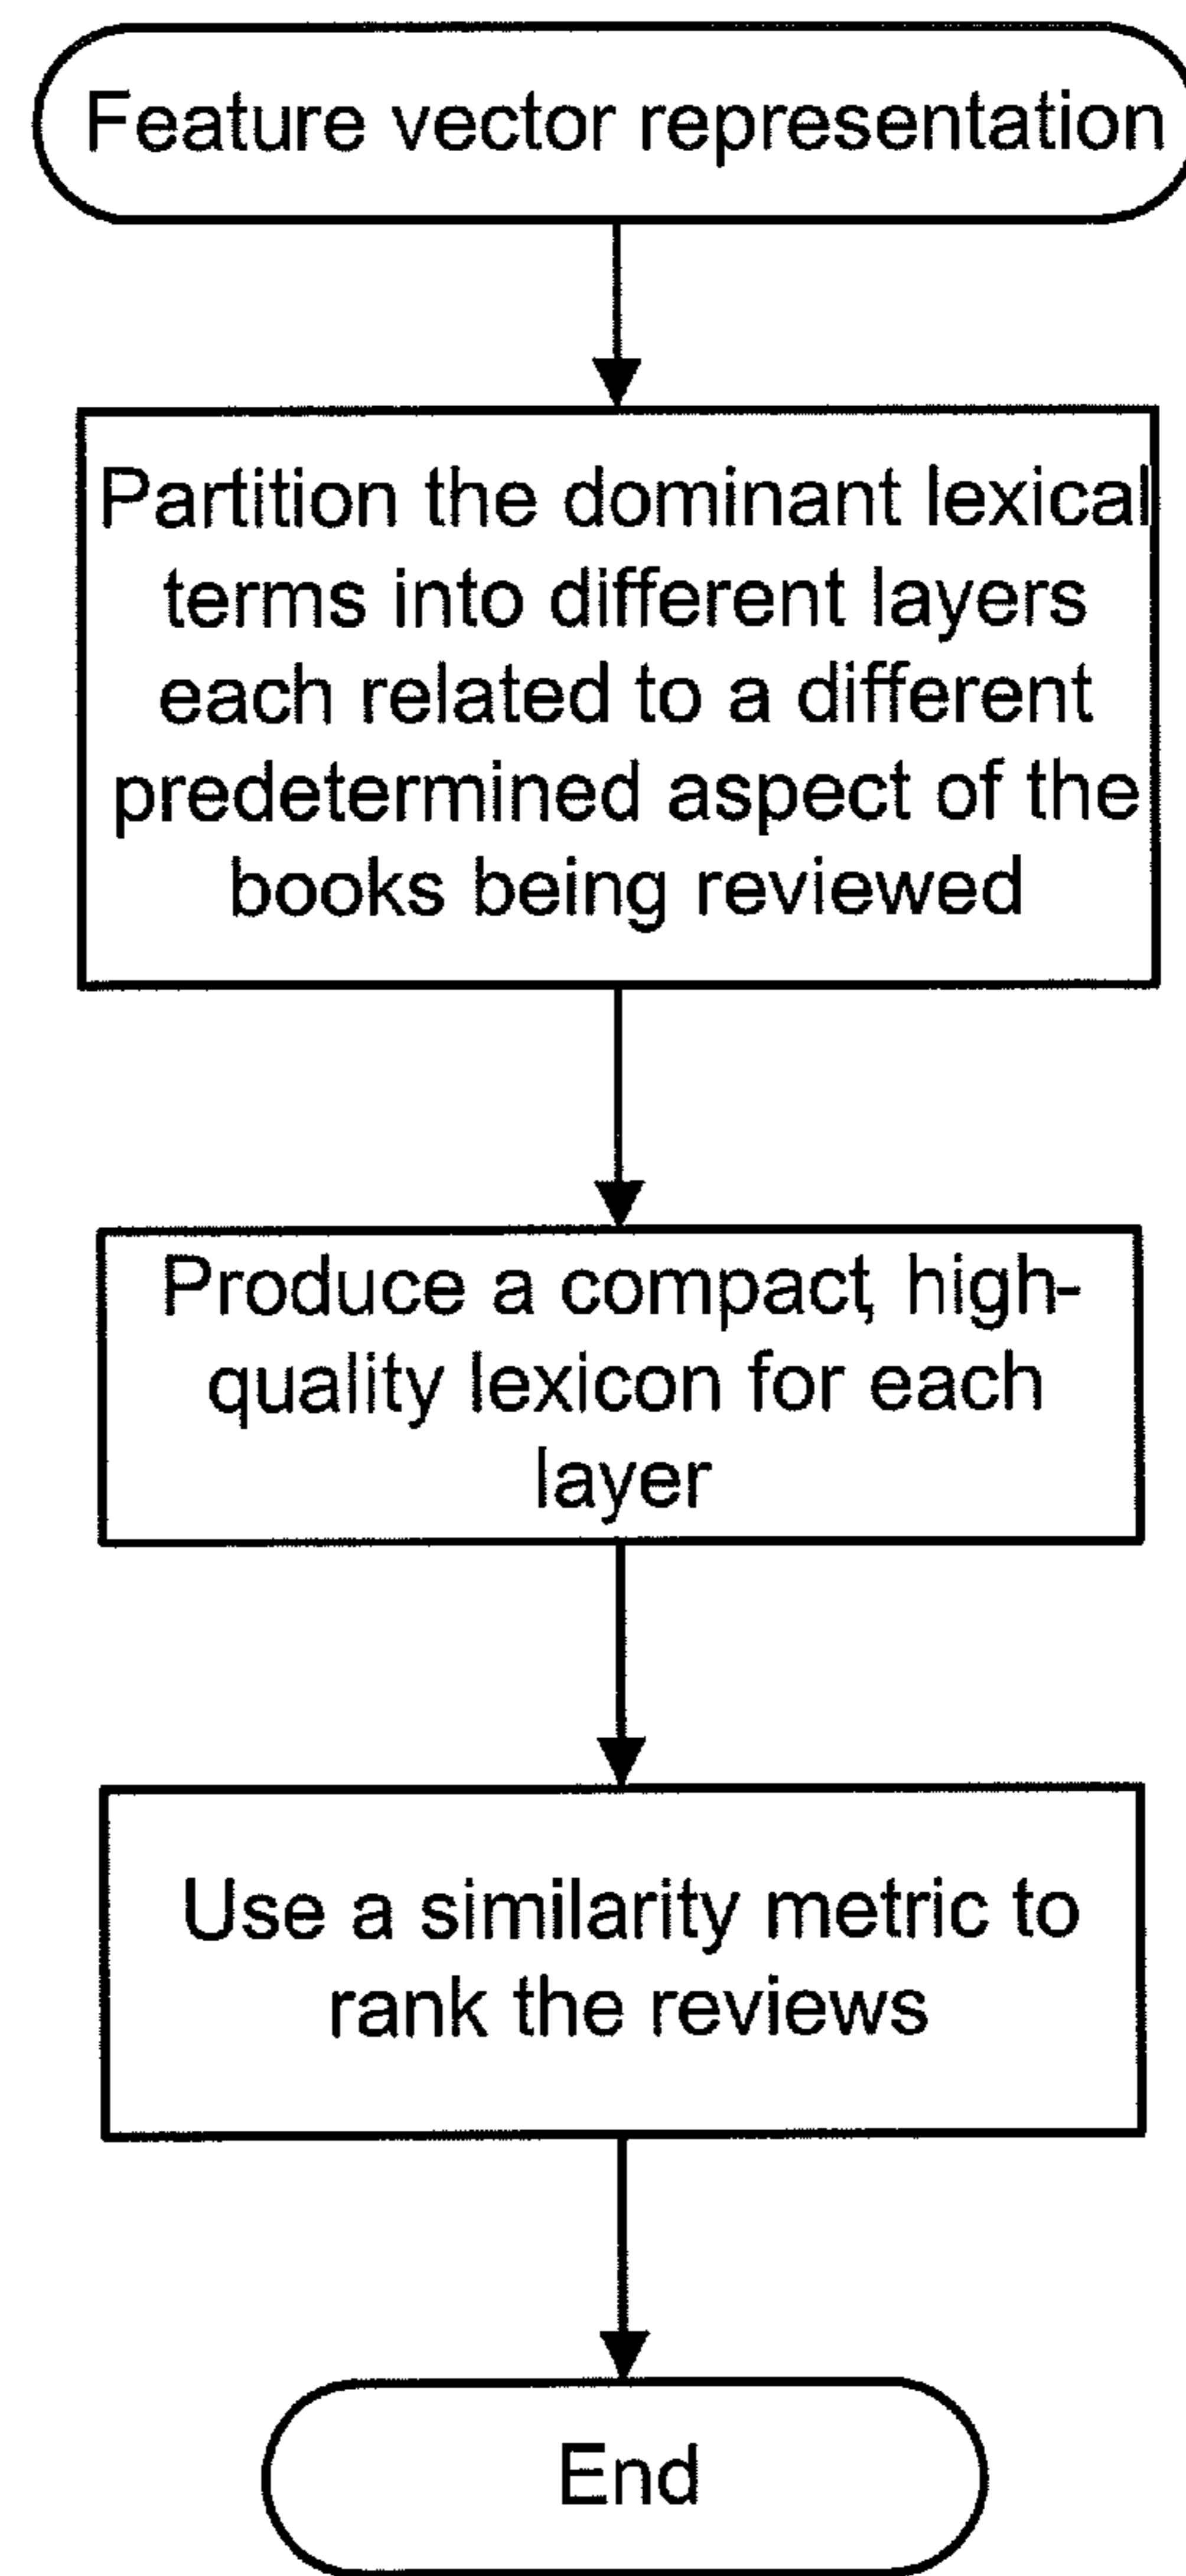 Feature vector representation
Partition the dominant lexical
terms into different layers
each related to a different
predetermined aspect of the
books being reviewed
Produce a compact, high-
quality lexicon for each
layer
Use a similarity metric to
rank the reviews
End